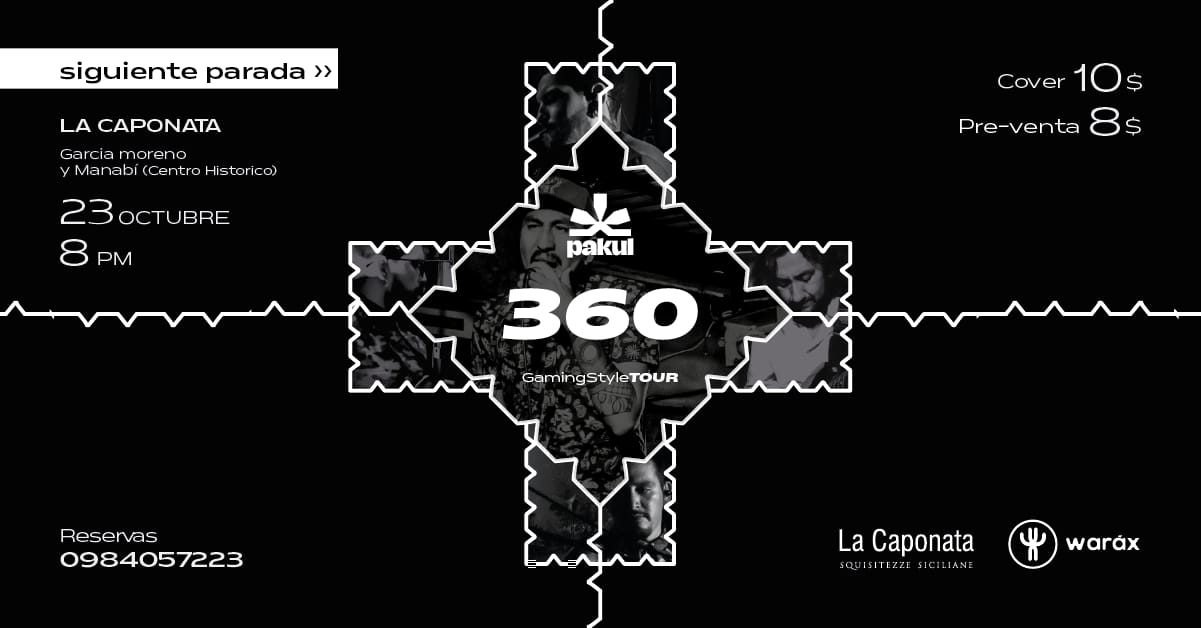 siguiente parada >>
LA CAPONATA
Garcia moreno
y Manabí (Centro Historico)
23 OCTUBRE
8 PM
Cover 10$
Pre-venta 8$
pakul
360
GamingStyleTOUR
Reservas
0984057223
La Caponata
SQUISITEZZE SICILIANE
waráx